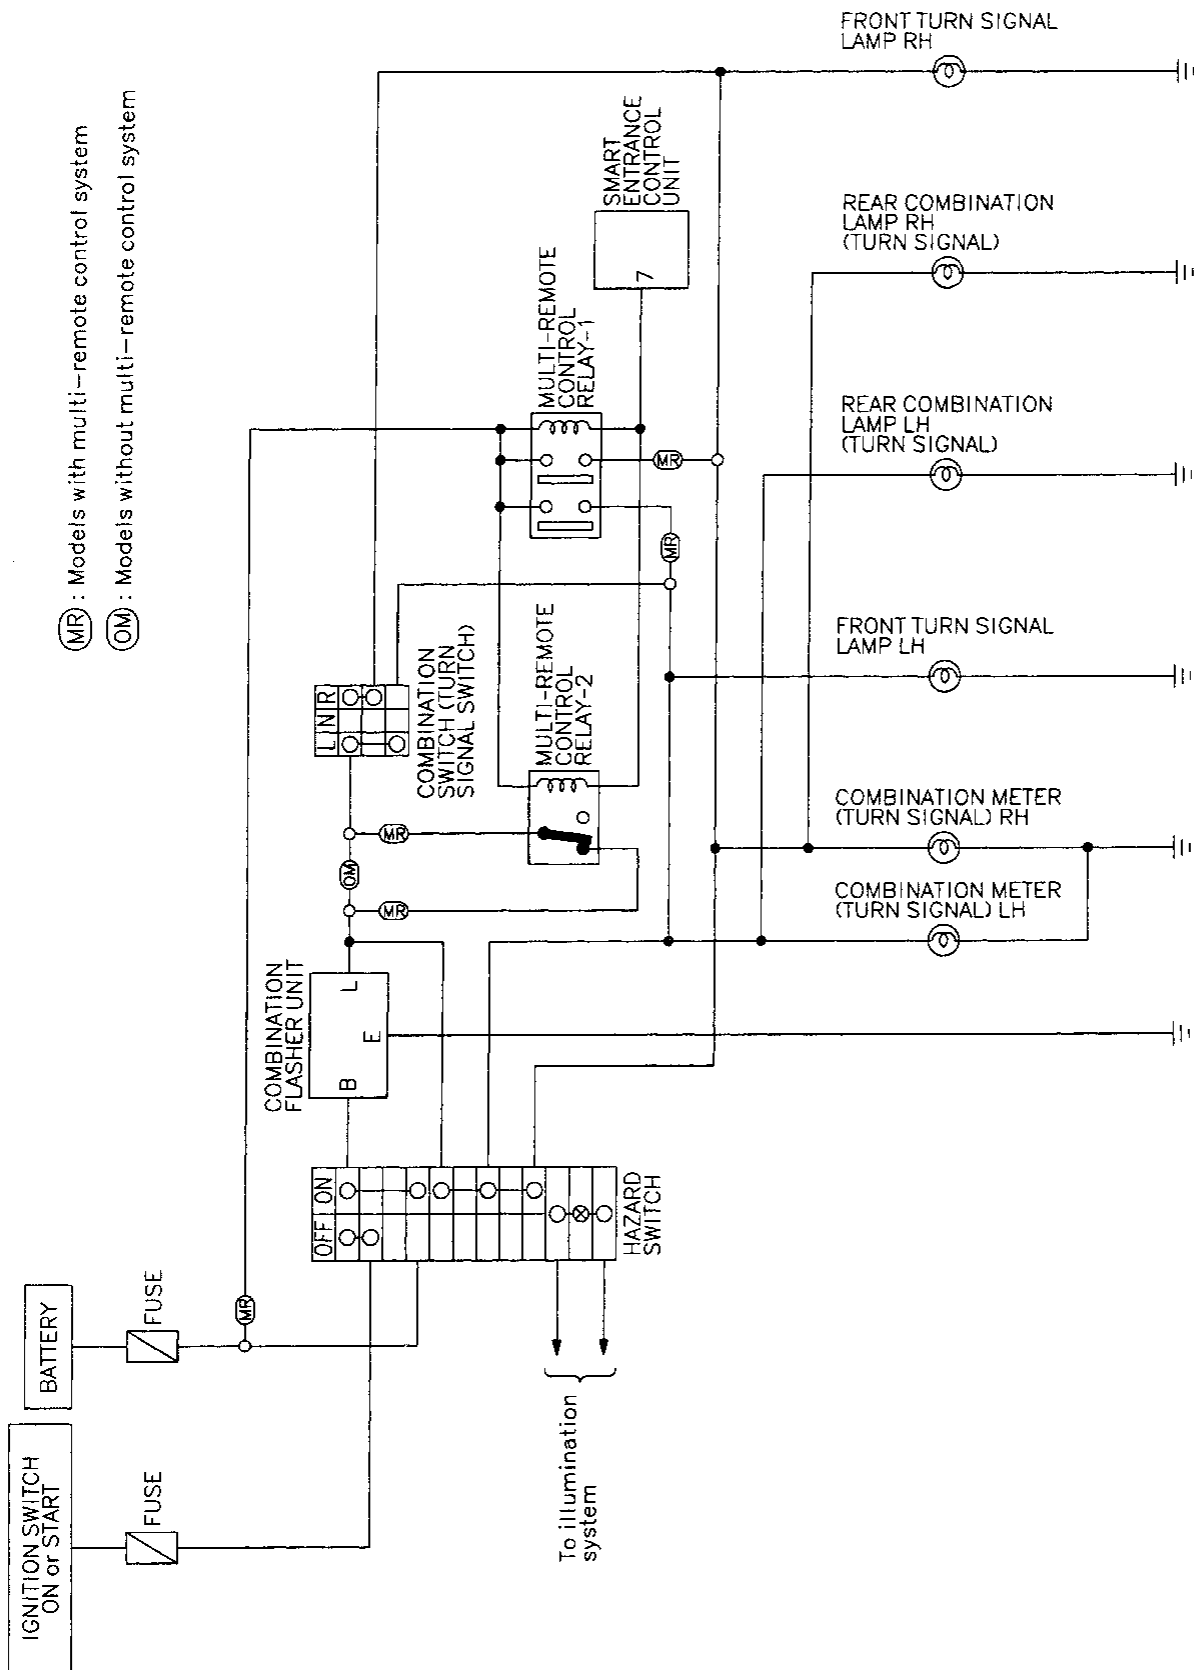 MR : Models with multi-remote control system
OM : Models without multi-remote control system
FRONT TURN SIGNAL
LAMP RH
SMART
ENTRANCE
CONTROL
UNIT
7
REAR COMBINATION
LAMP RH
(TURN SIGNAL)
MULTI-REMOTE
CONTROL
RELAY-1
MR
MR
REAR COMBINATION
LAMP LH
(TURN SIGNAL)
L N R
COMBINATION
SWITCH (TURN
SIGNAL SWITCH)
MULTI-REMOTE
CONTROL
RELAY-2
FRONT TURN SIGNAL
LAMP LH
MR
OM
MR
COMBINATION METER
(TURN SIGNAL) RH
COMBINATION METER
(TURN SIGNAL) LH
COMBINATION
FLASHER UNIT
L
E
B
OFF ON
HAZARD
SWITCH
BATTERY
FUSE
MR
IGNITION SWITCH
ON or START
FUSE
To illumination
system